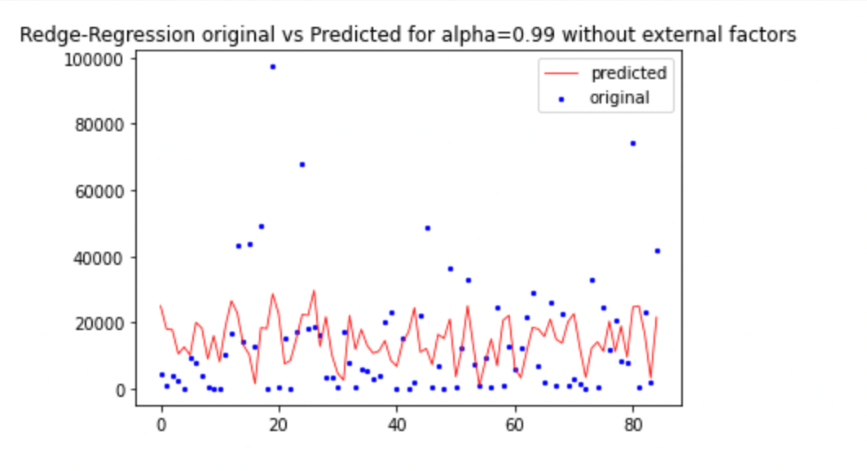 Redge-Regression original vs Predicted for alpha=0.99 without external factors
100000
80000
60000
40000
20000
0
predicted
original
0 20 40 60 80